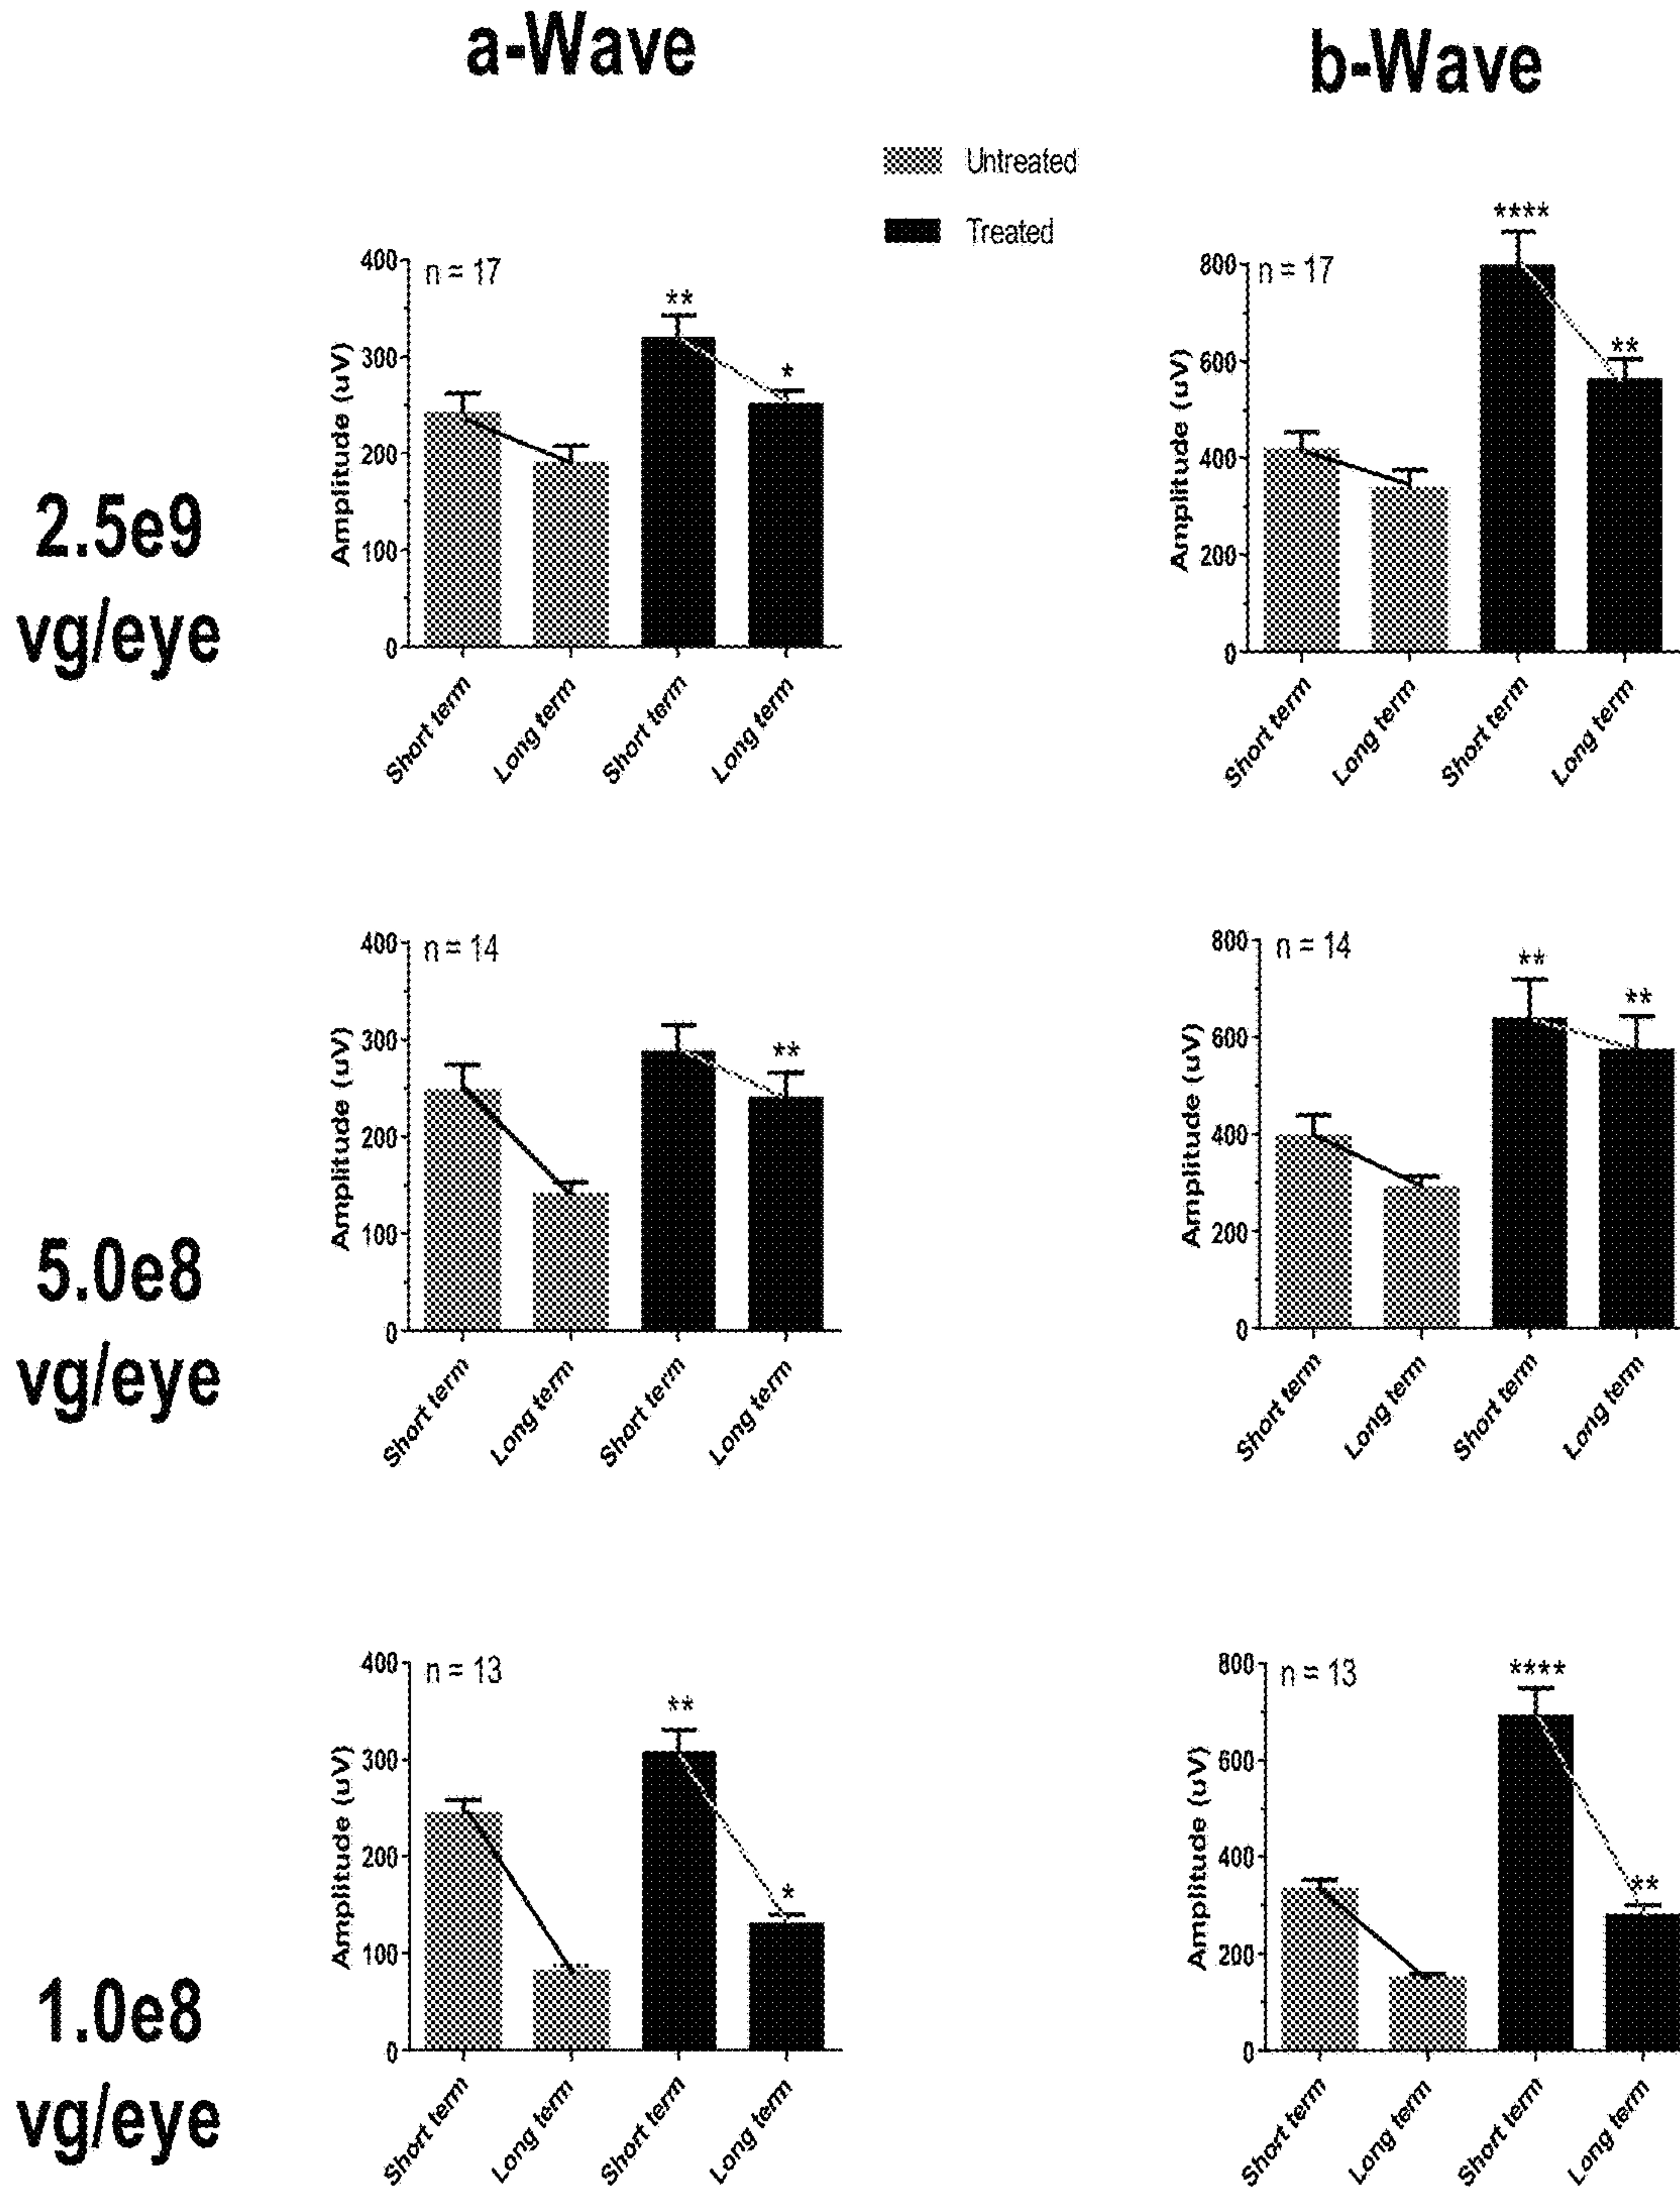 a-Wave
b-Wave
Untreated
Treated
2.5e9
vg/eye
n = 17
**
*
Amplitude (uV)
400
300
200
100
0
Short term
Long term
Short term
Long term
n = 17
****
**
Amplitude (uV)
800
600
400
200
0
Short term
Long term
Short term
Long term
5.0e8
vg/eye
n = 14
**
Amplitude (uV)
400
300
200
100
0
Short term
Long term
Short term
Long term
n = 14
**
**
Amplitude (uV)
800
600
400
200
0
Short term
Long term
Short term
Long term
1.0e8
vg/eye
n = 13
**
*
Amplitude (uV)
400
300
200
100
0
Short term
Long term
Short term
Long term
n = 13
****
**
Amplitude (uV)
800
600
400
200
0
Short term
Long term
Short term
Long term